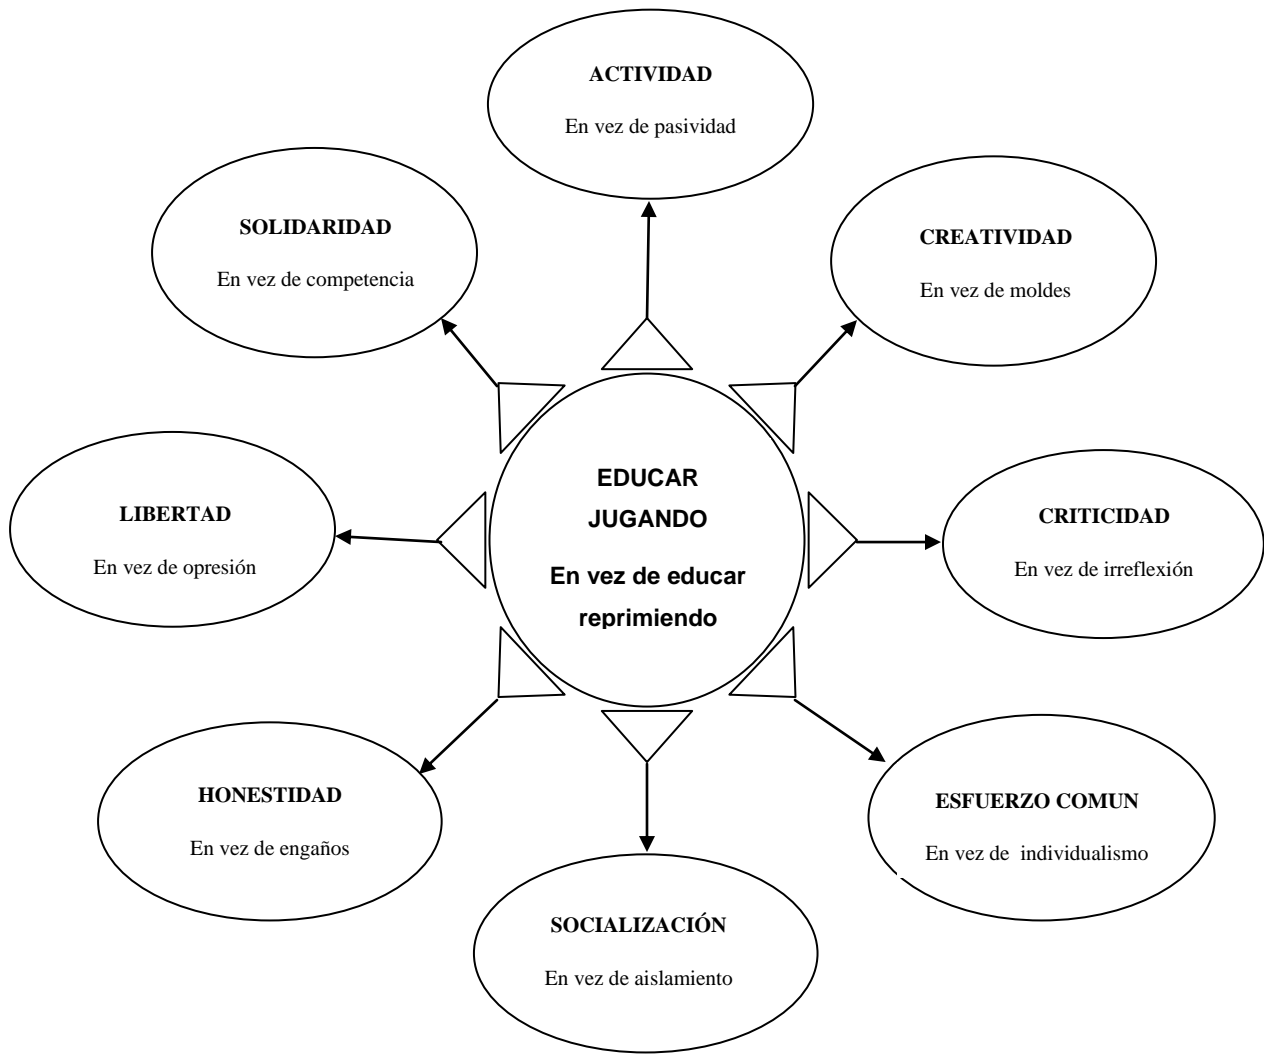 ACTIVIDAD
En vez de pasividad
SOLIDARIDAD
En vez de competencia
CREATIVIDAD
En vez de moldes
EDUCAR
JUGANDO
En vez de educar
reprimiendo
LIBERTAD
En vez de opresión
CRITICIDAD
En vez de irreflexión
HONESTIDAD
En vez de engaños
ESFUERZO COMUN
En vez de  individualismo
SOCIALIZACIÓN
En vez de aislamiento